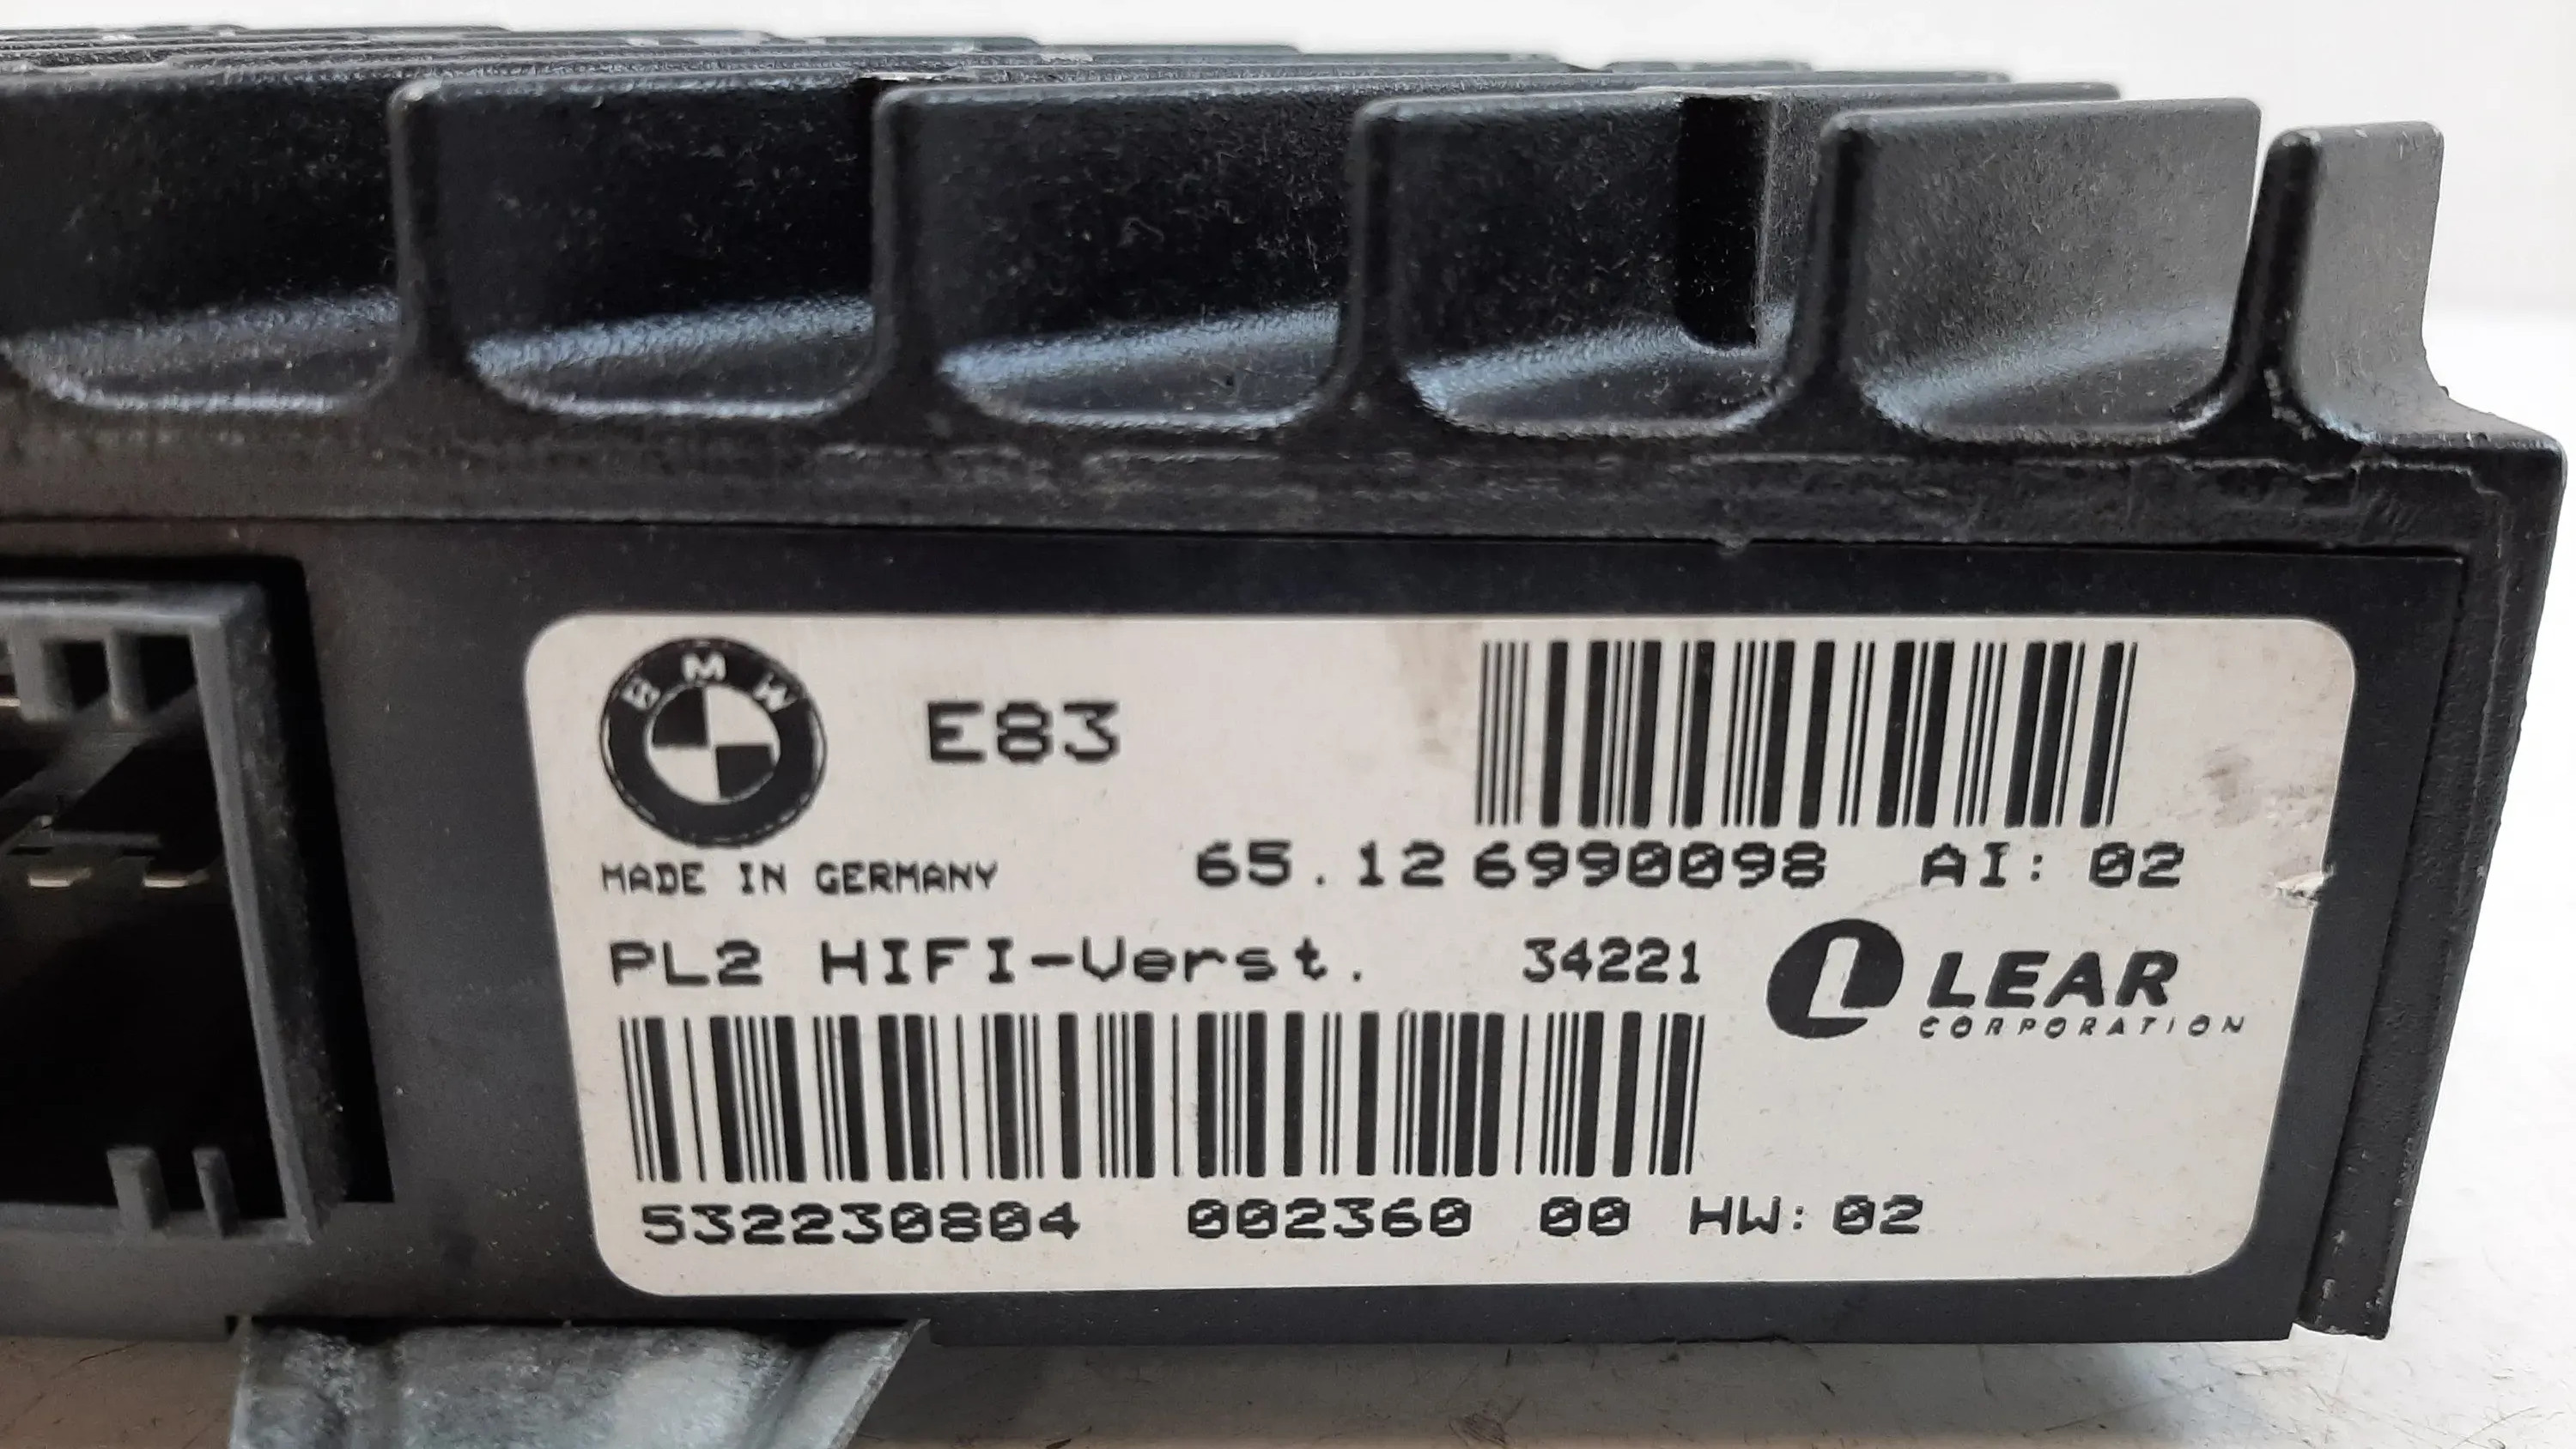 BMW
E83
MADE IN GERMANY
65.12 6990098 AI: 02
PL2 HIFI-Verst. 34221
LEAR
CORPORATION
532230804 002360 00 HW: 02